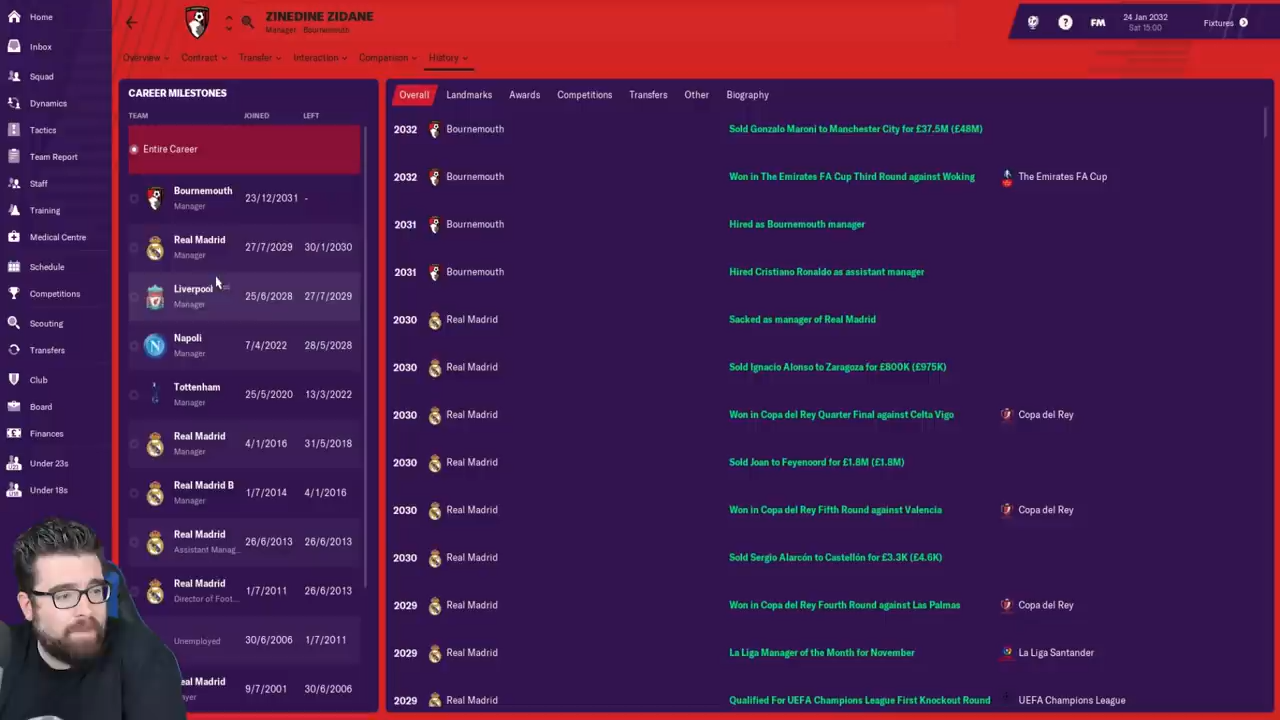 Home
Inbox
Squad
Dynamics
Tactics
Team Report
Staff
Training
Medical Centre
Schedule
Competitions
Scouting
Transfers
Club
Board
Finances
Under 23s
Under 18s
ZINEDINE ZIDANE
Manager · Bournemouth
FM
24 Jan 2032
Sat 15:00
Fixtures
Overview
Contract
Transfer
Interaction
Comparison
History
CAREER MILESTONES
TEAM JOINED LEFT
Entire Career
Bournemouth
Manager
23/12/2031 -
Real Madrid
Manager
27/7/2029 30/1/2030
Liverpool
Manager
25/6/2028 27/7/2029
Napoli
Manager
7/4/2022 28/5/2028
Tottenham
Manager
25/5/2020 13/3/2022
Real Madrid
Manager
4/1/2016 31/5/2018
Real Madrid B
Manager
1/7/2014 4/1/2016
Real Madrid
Assistant Manag...
26/6/2013 26/6/2013
Real Madrid
Director of Foot...
1/7/2011 26/6/2013
Unemployed 30/6/2006 1/7/2011
eal Madrid
ayer
9/7/2001 30/6/2006
Overall Landmarks Awards Competitions Transfers Other Biography
2032 Bournemouth Sold Gonzalo Maroni to Manchester City for £37.5M (£48M)
2032 Bournemouth Won in The Emirates FA Cup Third Round against Woking The Emirates FA Cup
2031 Bournemouth Hired as Bournemouth manager
2031 Bournemouth Hired Cristiano Ronaldo as assistant manager
2030 Real Madrid Sacked as manager of Real Madrid
2030 Real Madrid Sold Ignacio Alonso to Zaragoza for £800K (£975K)
2030 Real Madrid Won in Copa del Rey Quarter Final against Celta Vigo Copa del Rey
2030 Real Madrid Sold Joan to Feyenoord for £1.8M (£1.8M)
2030 Real Madrid Won in Copa del Rey Fifth Round against Valencia Copa del Rey
2030 Real Madrid Sold Sergio Alarcón to Castellón for £3.3K (£4.6K)
2029 Real Madrid Won in Copa del Rey Fourth Round against Las Palmas Copa del Rey
2029 Real Madrid La Liga Manager of the Month for November La Liga Santander
2029 Real Madrid Qualified For UEFA Champions League First Knockout Round UEFA Champions League